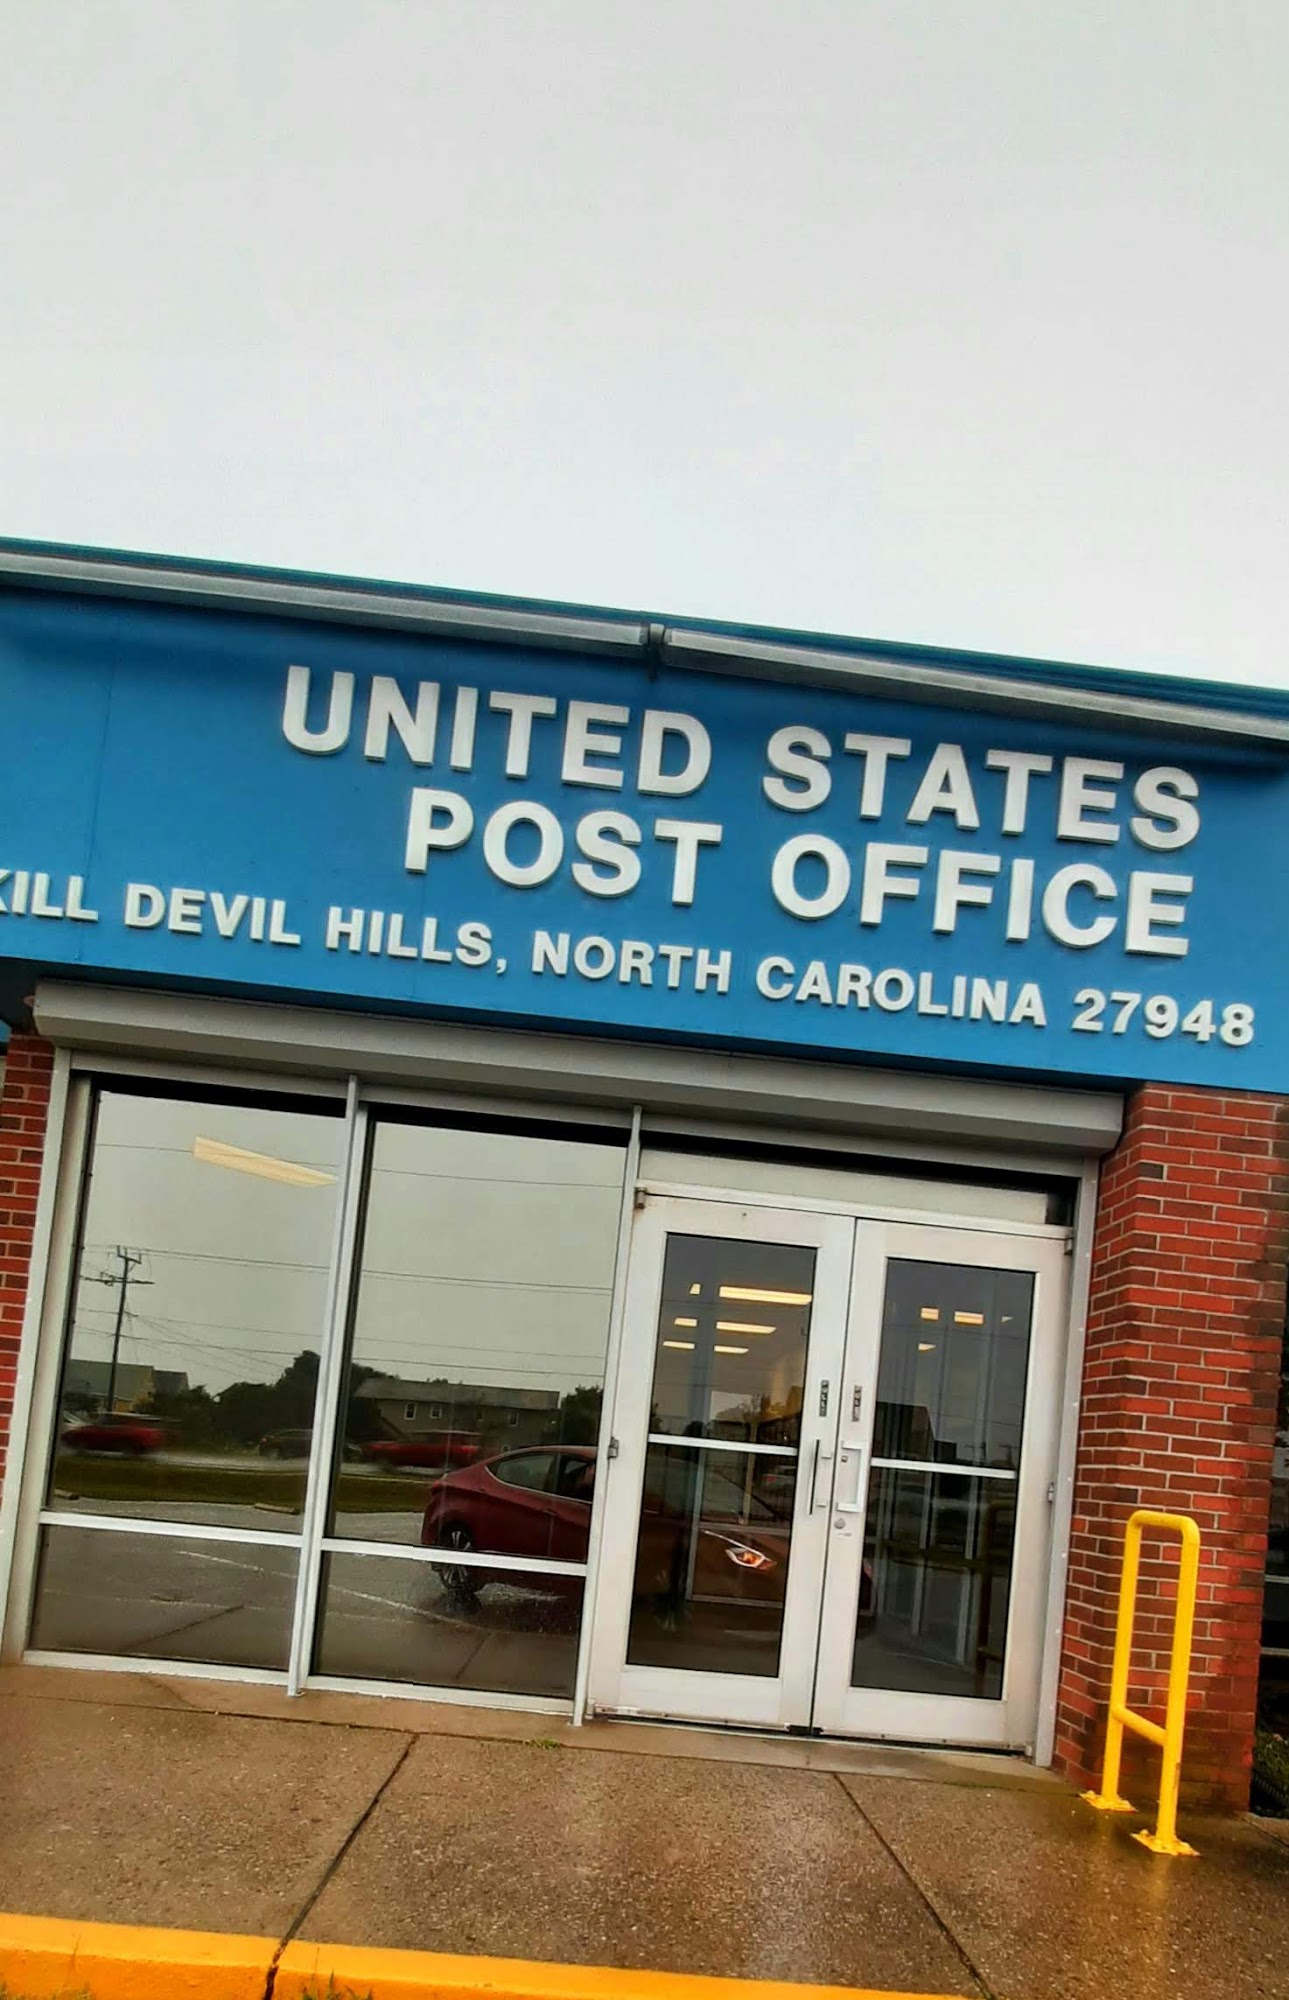 UNITED STATES
POST OFFICE
KILL DEVIL HILLS, NORTH CAROLINA 27948